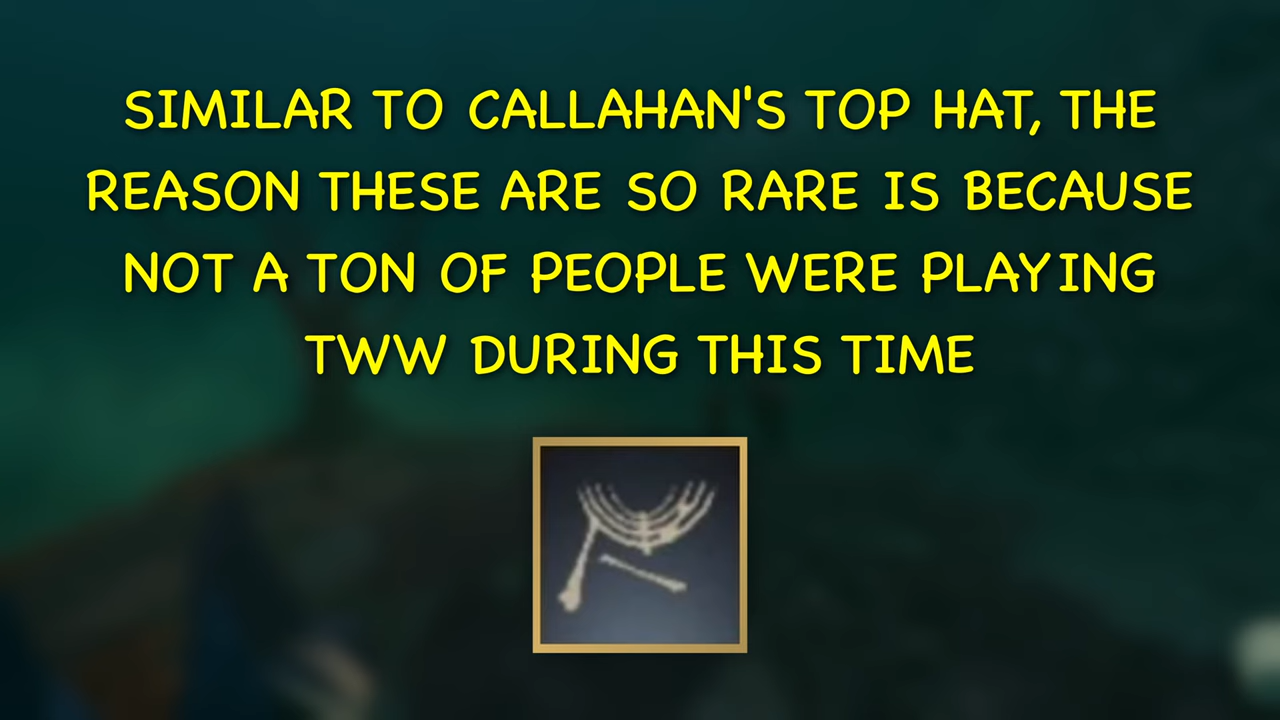 SIMILAR TO CALLAHAN'S TOP HAT, THE
REASON THESE ARE SO RARE IS BECAUSE
NOT A TON OF PEOPLE WERE PLAYING
TWW DURING THIS TIME